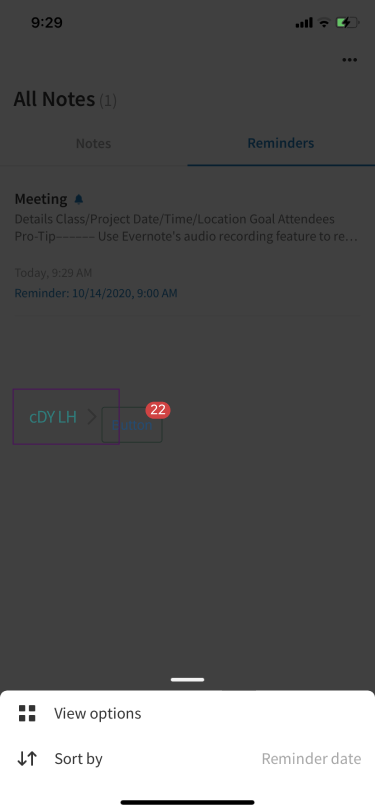 9:29
All Notes (1)
Notes
Reminders
Meeting
Details Class/Project Date/Time/Location Goal Attendees
Pro-Tip———— Use Evernote's audio recording feature to re...
Today, 9:29 AM
Reminder: 10/14/2020, 9:00 AM
22
cDY LH
View options
Sort by
Reminder date